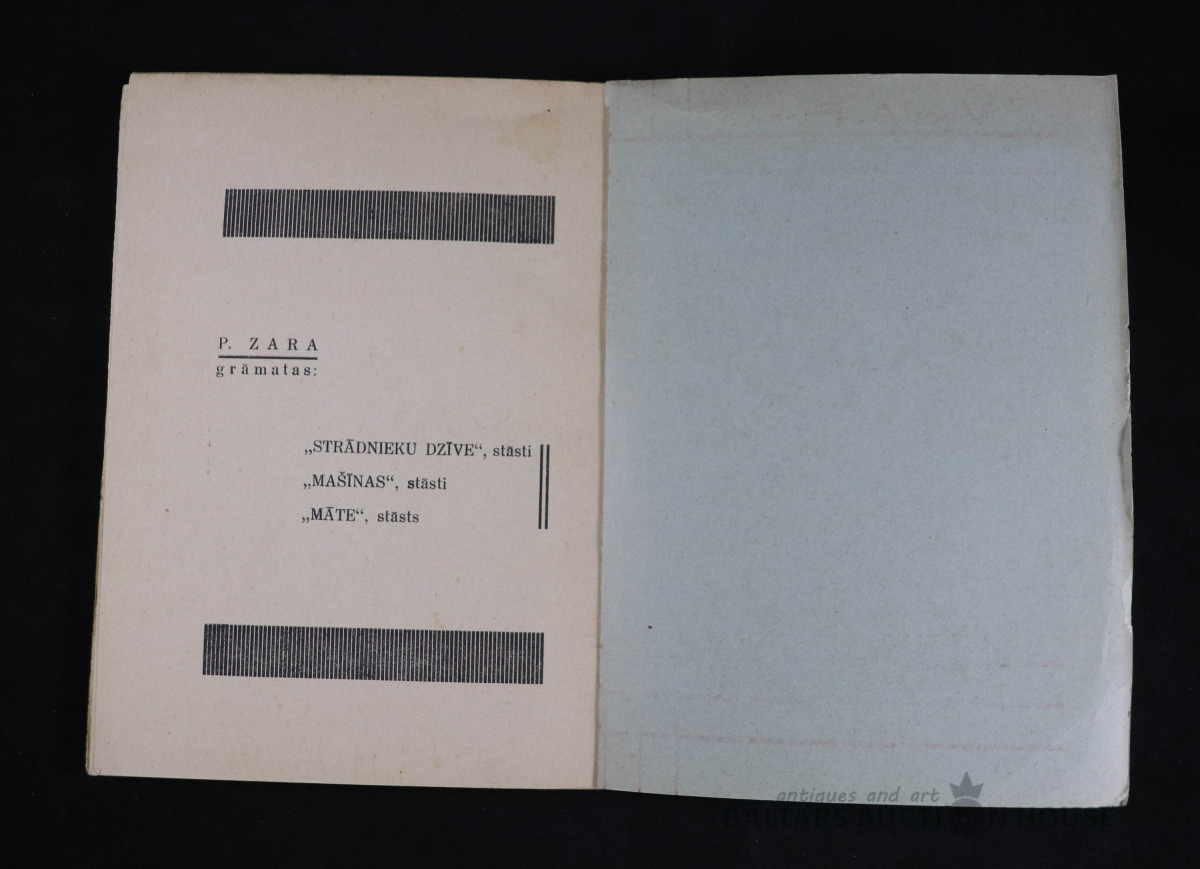 P. ZARA
grāmatas:
„STRĀDNIEKU DZĪVE“, stāsti
„MAŠĪNAS“, stāsti
„MĀTE“, stāsts
antiques and art
BALTARS AUCTION HOUSE